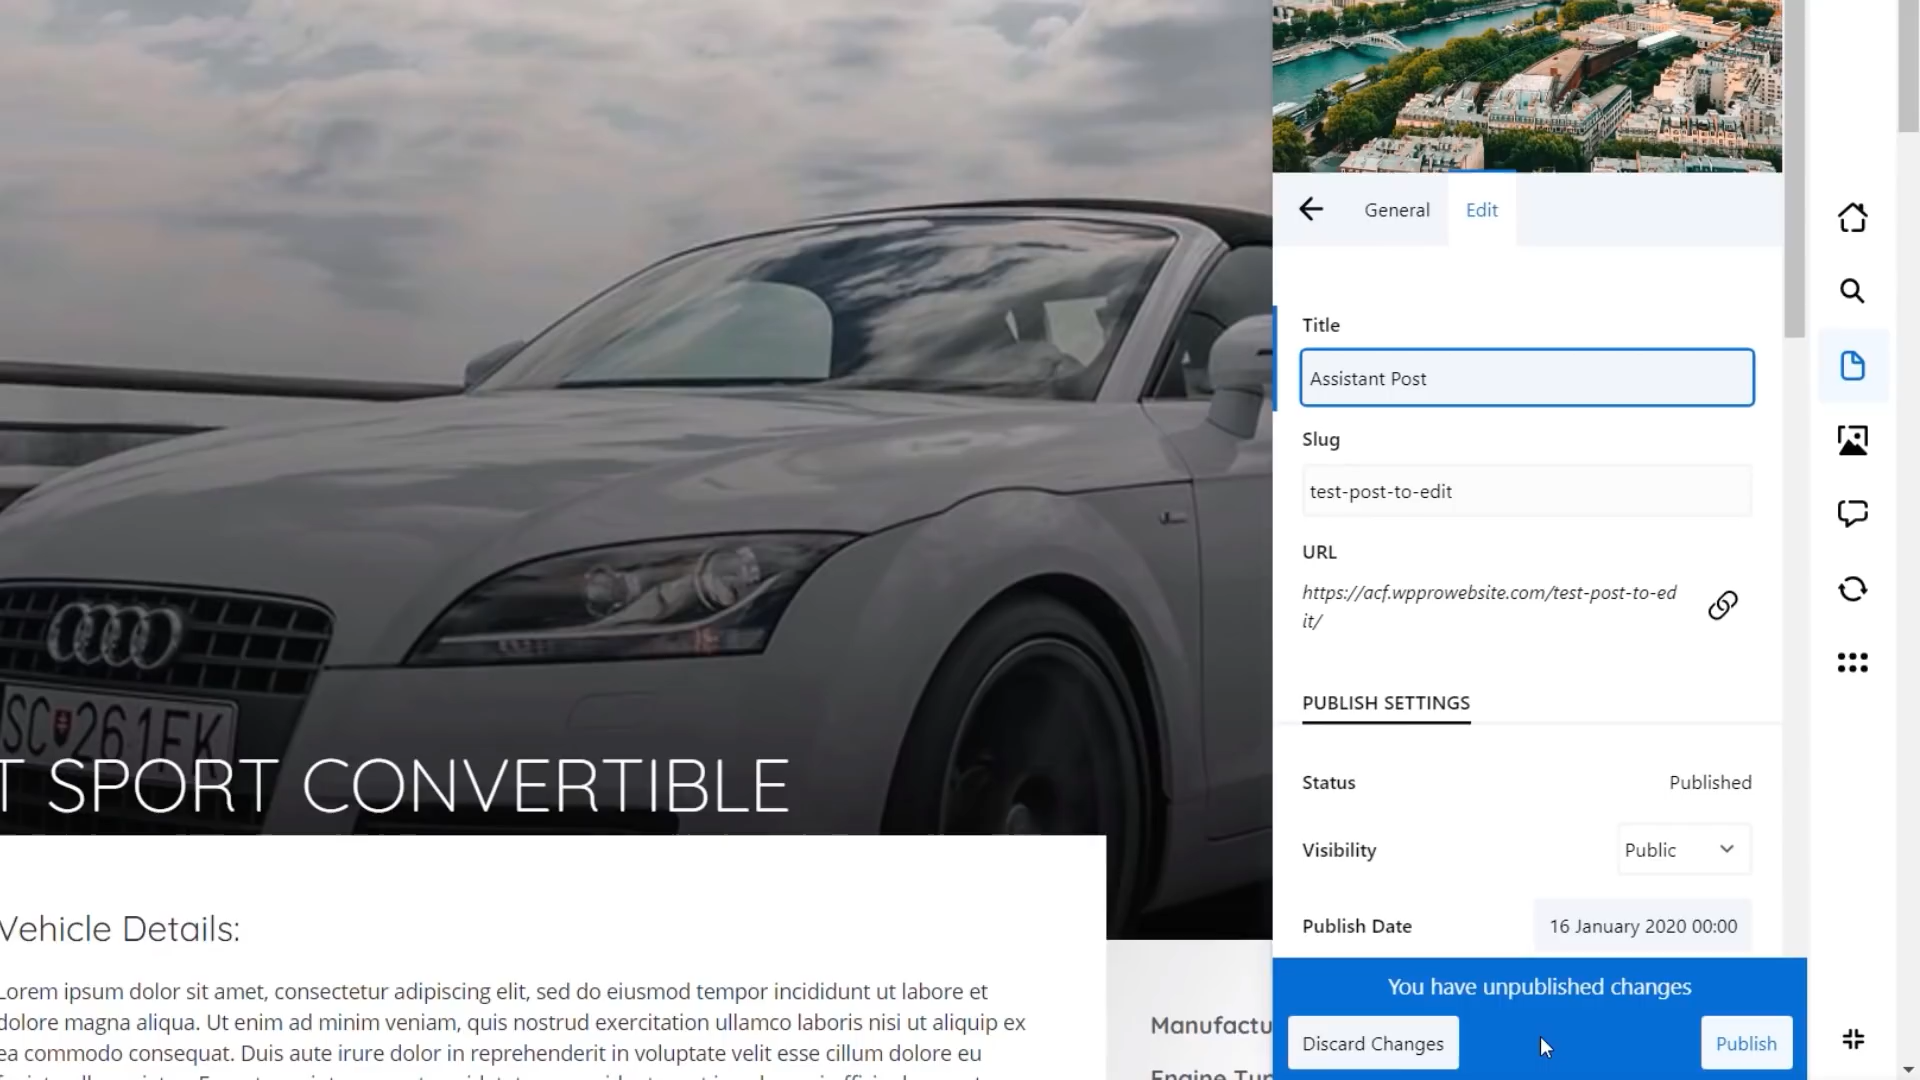 General
Edit
Title
Assistant Post
Slug
test-post-to-edit
URL
https://acf.wpprowebsite.com/test-post-to-ed
it/
PUBLISH SETTINGS
Status
Published
Visibility
Public
Publish Date
16 January 2020 00:00
You have unpublished changes
Discard Changes
Publish
SC 261FK
T SPORT CONVERTIBLE
Vehicle Details:
Lorem ipsum dolor sit amet, consectetur adipiscing elit, sed do eiusmod tempor incididunt ut labore et
dolore magna aliqua. Ut enim ad minim veniam, quis nostrud exercitation ullamco laboris nisi ut aliquip ex
ea commodo consequat. Duis aute irure dolor in reprehenderit in voluptate velit esse cillum dolore eu
Manufactu
Engine Typ